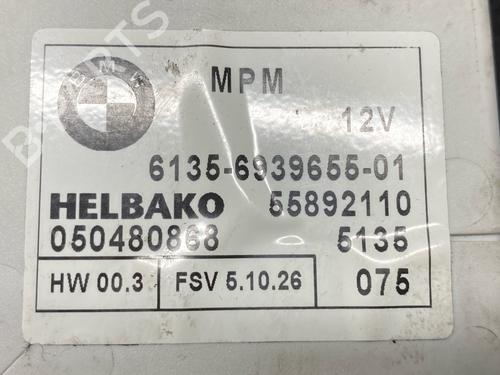 BMW
MPM
12V
6135-6939655-01
HELBAKO 55892110
050480868 5135
HW 00.3 FSV 5.10.26 075